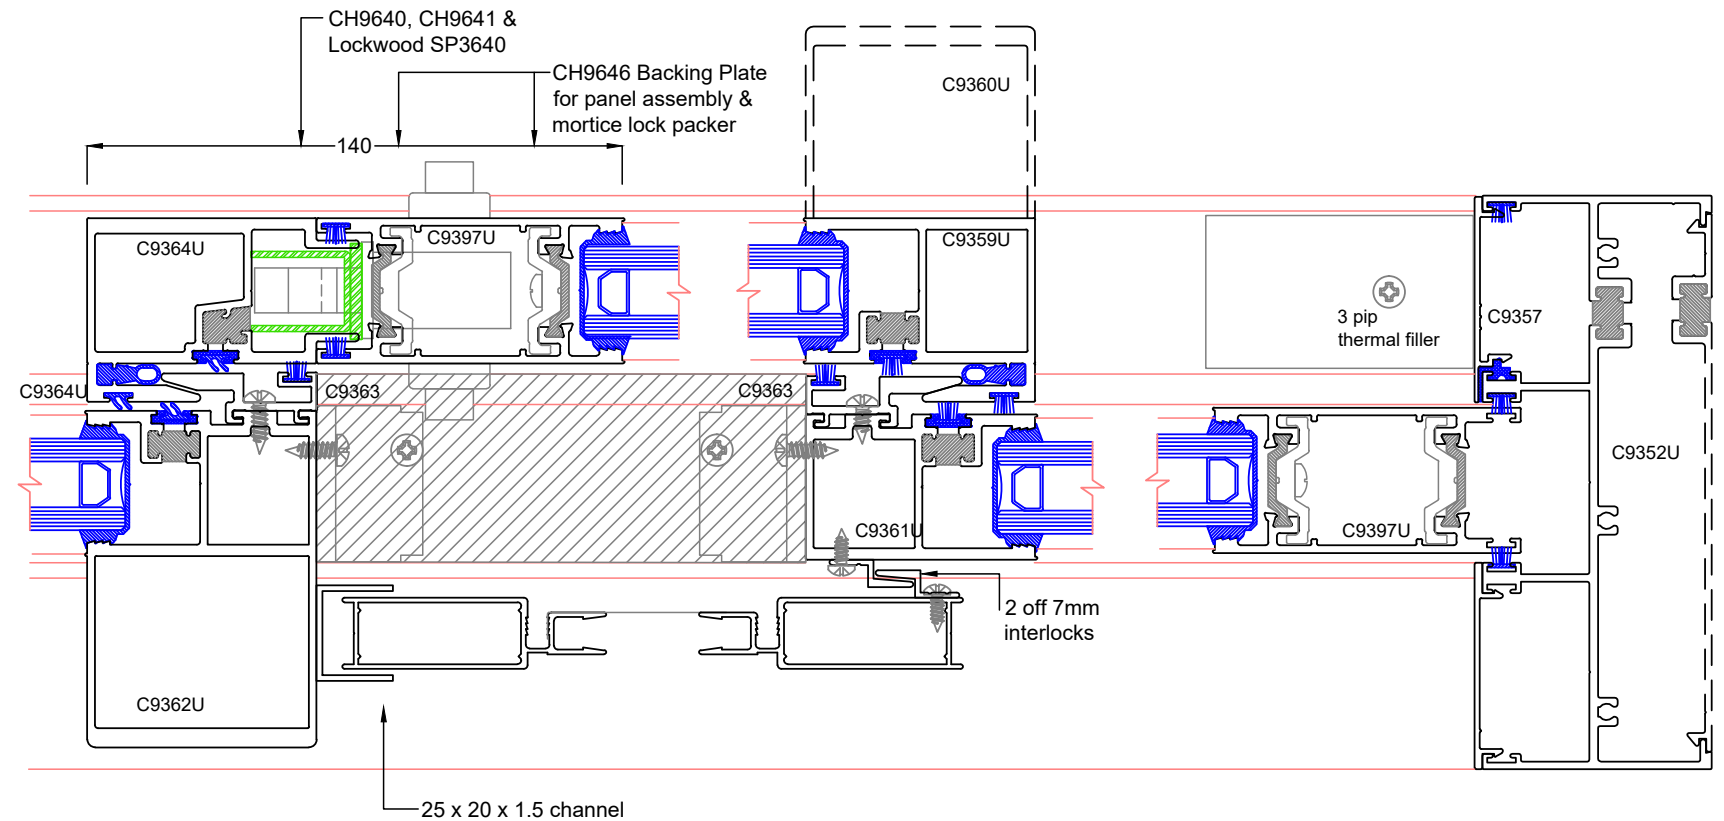 CH9640, CH9641 &
Lockwood SP3640
CH9646 Backing Plate
for panel assembly &
mortice lock packer
140
C9360U
C9364U
C9397U
C9359U
3 pip
thermal filler
C9357
C9364U
C9363
C9363
C9352U
C9361U
C9397U
2 off 7mm
interlocks
C9362U
25 x 20 x 1.5 channel